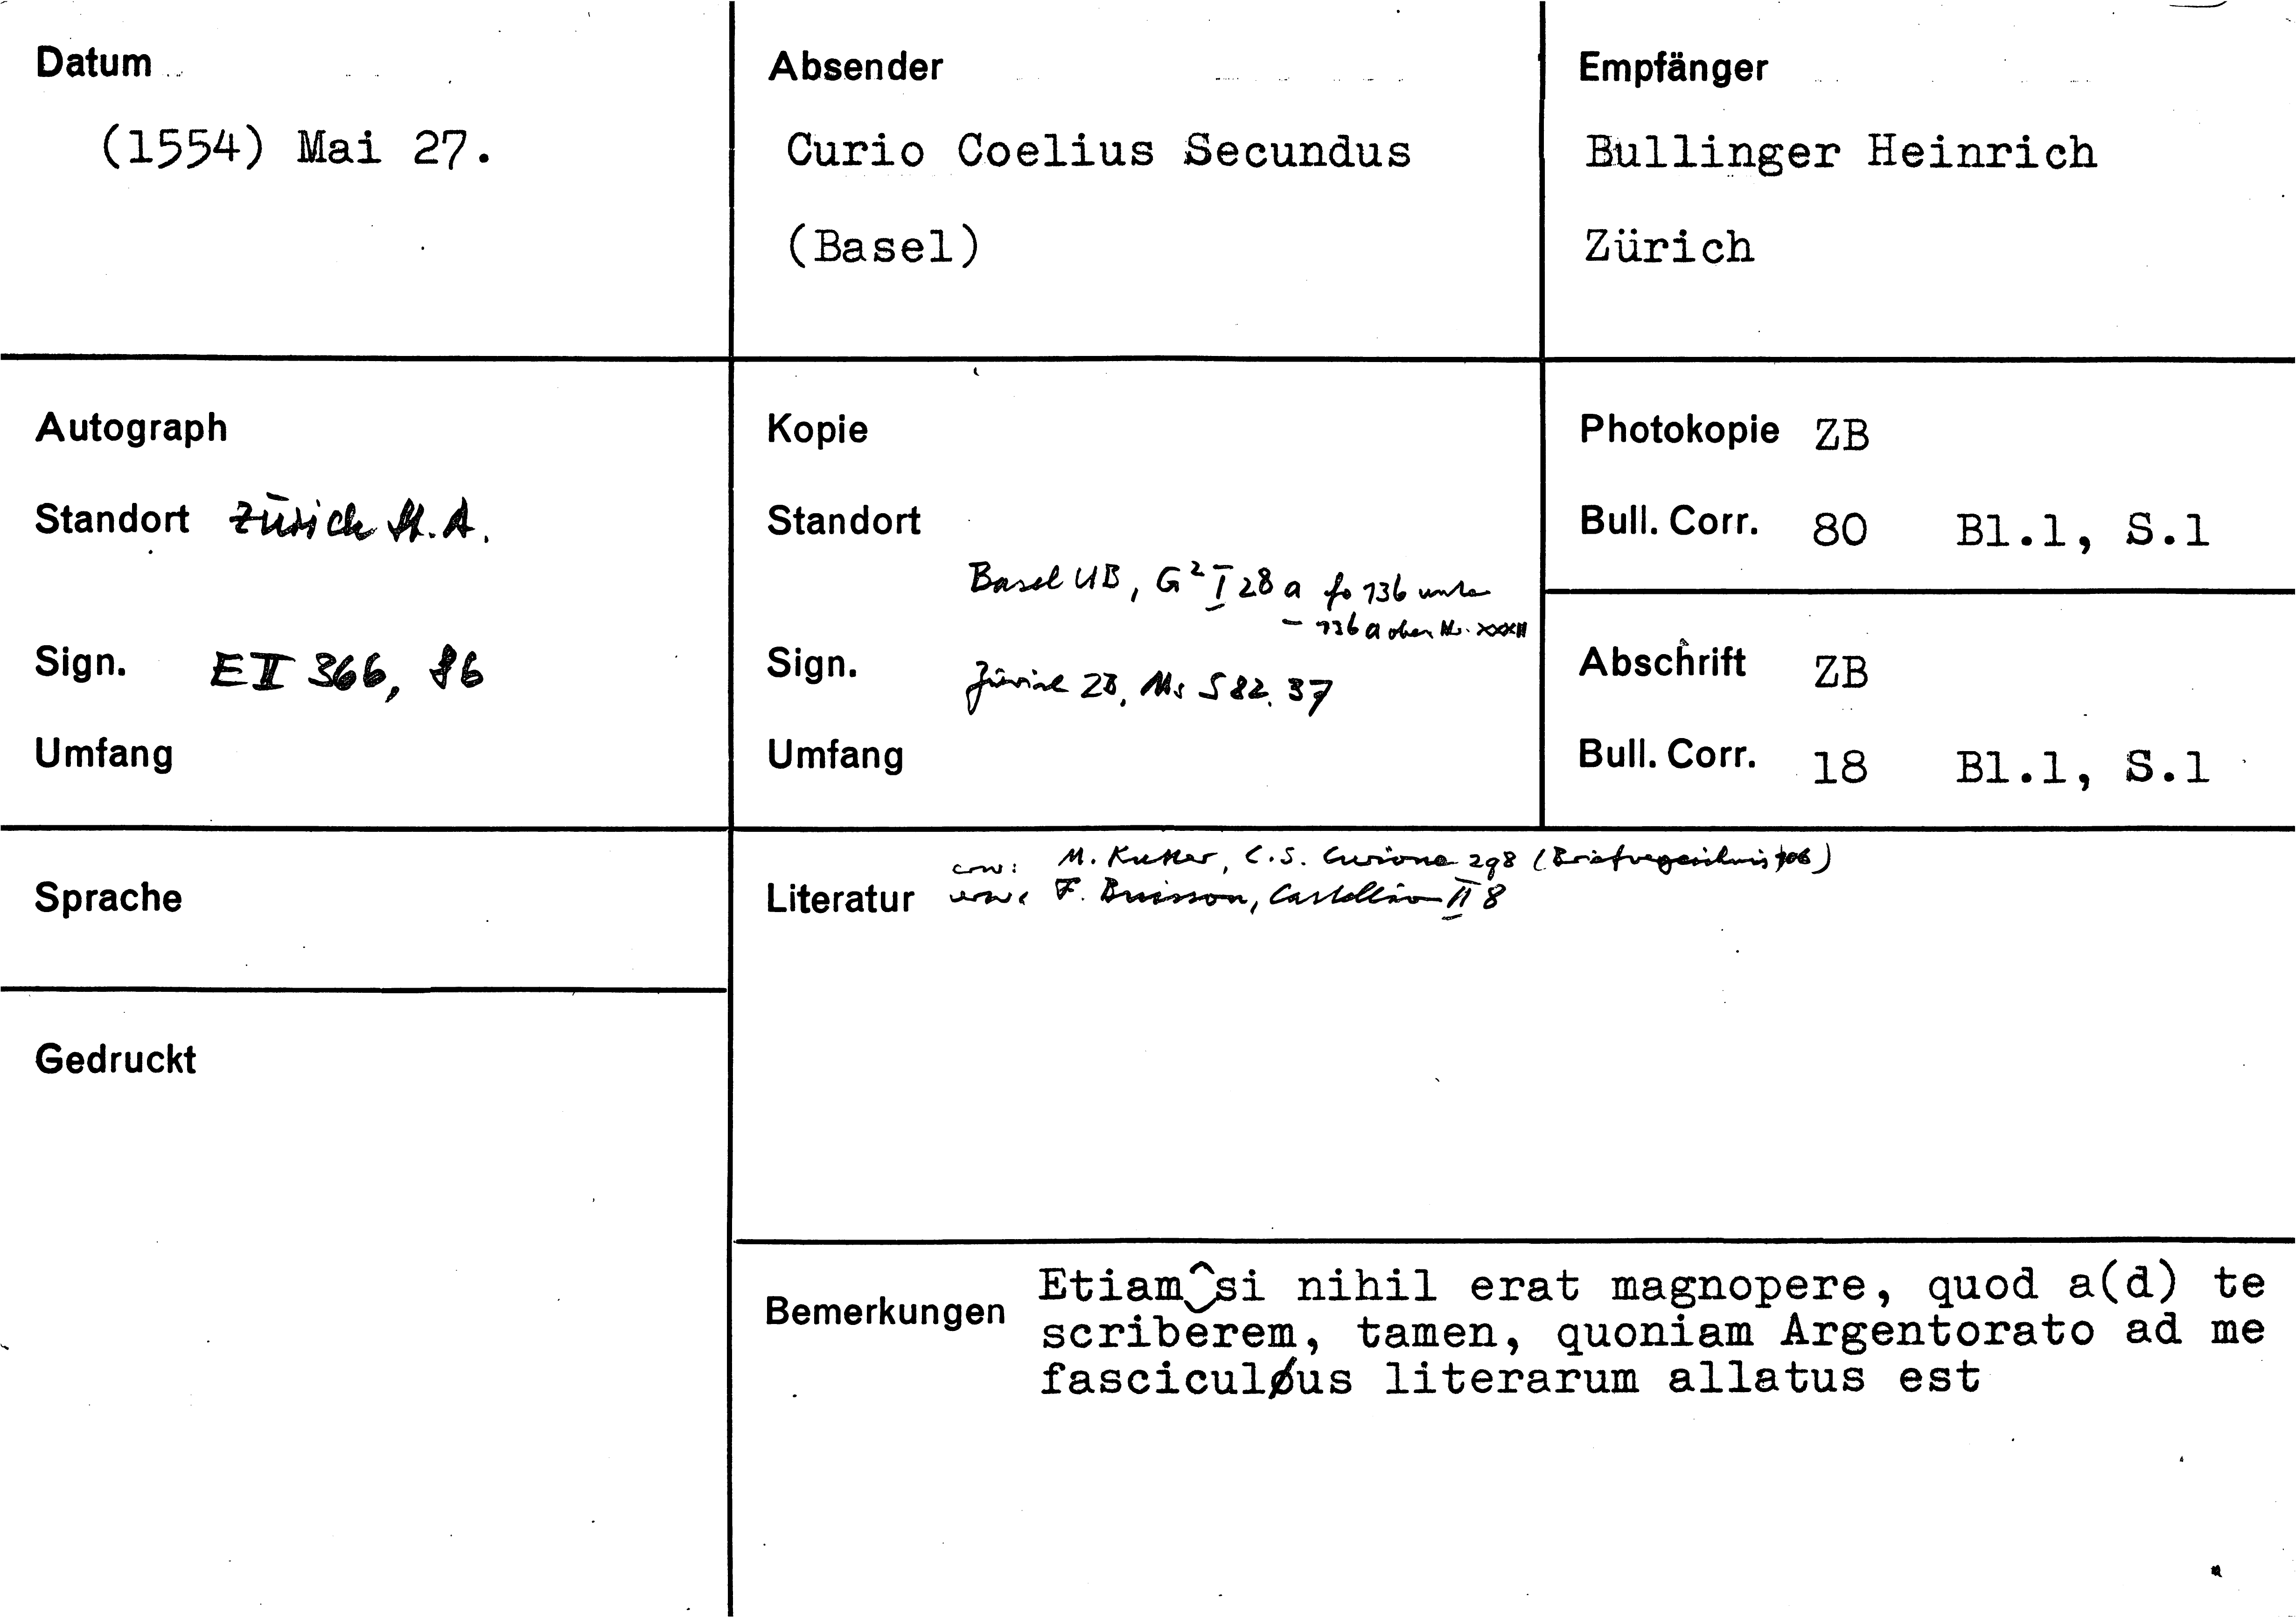 Datum
(1554) Mai 27.
Absender
Curio Coelius Secundus
(Basel)
Empfänger
Bullinger Heinrich
Zürich
Autograph
Standort Zürich St.A.
Sign. E II 366, 86
Umfang
Kopie
Standort
Basel UB, G² I 28 a fo 136 unten
- 136 a oben Nr. XXXII
Sign. Zürich ZB, Ms S 82, 37
Umfang
Photokopie ZB
Bull. Corr. 80 Bl.1, S.1
Abschrift ZB
Bull. Corr. 18 Bl.1, S.1
Sprache
Gedruckt
Literatur
erw: M. Kutter, C.S. Curione 298 (Briefverzeichnis 106)
erw: F. Buisson, Castellion II 8
Bemerkungen
Etiam si nihil erat magnopere, quod a(d) te
scriberem, tamen, quoniam Argentorato ad me
fasciculus literarum allatus est